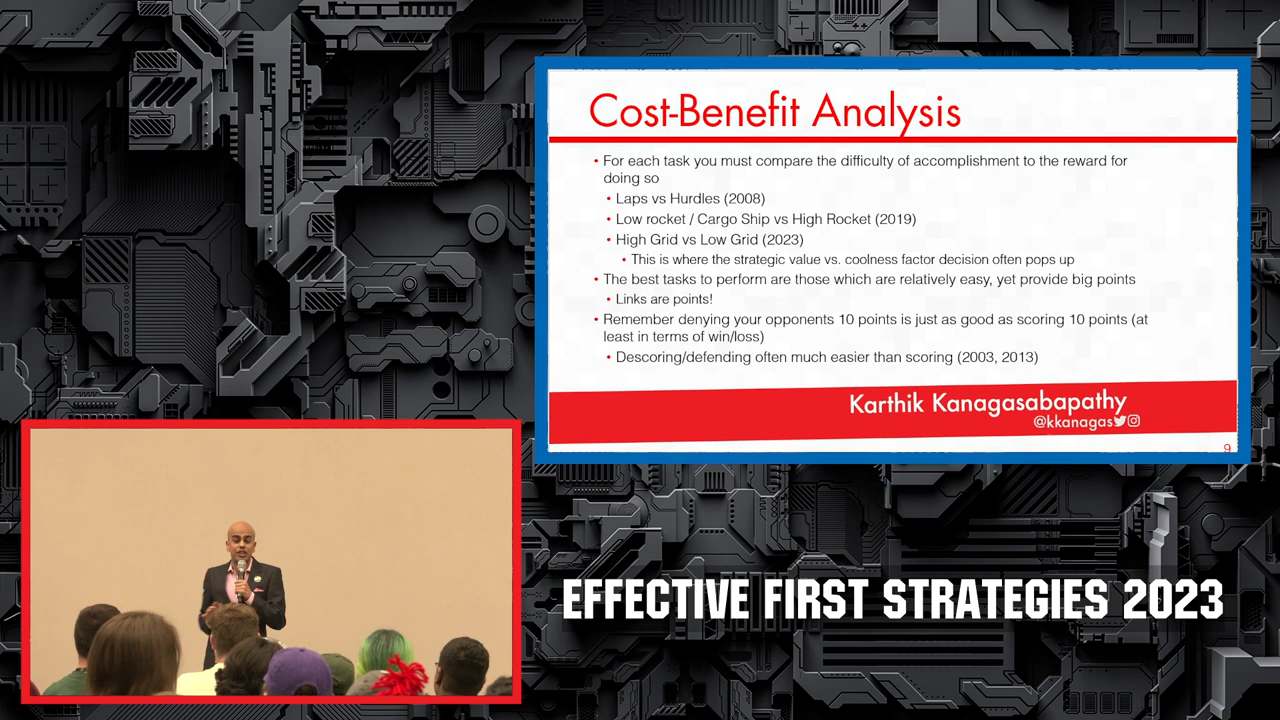 Cost-Benefit Analysis
• For each task you must compare the difficulty of accomplishment to the reward for
doing so
• Laps vs Hurdles (2008)
• Low rocket / Cargo Ship vs High Rocket (2019)
• High Grid vs Low Grid (2023)
• This is where the strategic value vs. coolness factor decision often pops up
• The best tasks to perform are those which are relatively easy, yet provide big points
• Links are points!
• Remember denying your opponents 10 points is just as good as scoring 10 points (at
least in terms of win/loss)
• Descoring/defending often much easier than scoring (2003, 2013)
Karthik Kanagasabapathy
@kkanagas
9
EFFECTIVE FIRST STRATEGIES 2023